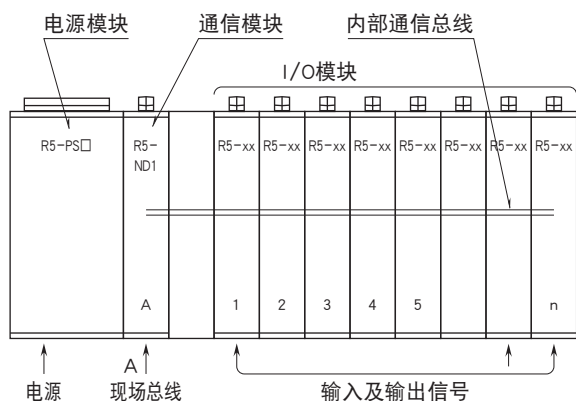 电源模块
通信模块
内部通信总线
I/O模块
R5-PS□
R5-
ND1
R5-xx
R5-xx
R5-xx
R5-xx
R5-xx
R5-xx
R5-xx
R5-xx
A
1
2
3
4
5
n
A
电源
现场总线
输入及输出信号